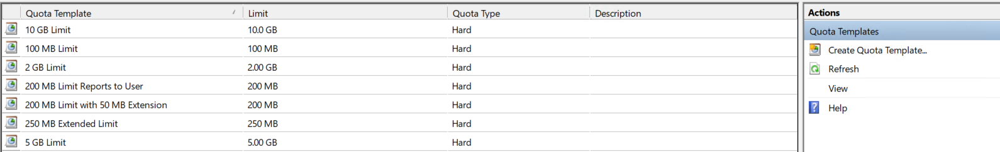 Quota Template Limit Quota Type Description
10 GB Limit 10.0 GB Hard
100 MB Limit 100 MB Hard
2 GB Limit 2.00 GB Hard
200 MB Limit Reports to User 200 MB Hard
200 MB Limit with 50 MB Extension 200 MB Hard
250 MB Extended Limit 250 MB Hard
5 GB Limit 5.00 GB Hard
Actions
Quota Templates
Create Quota Template...
Refresh
View
Help